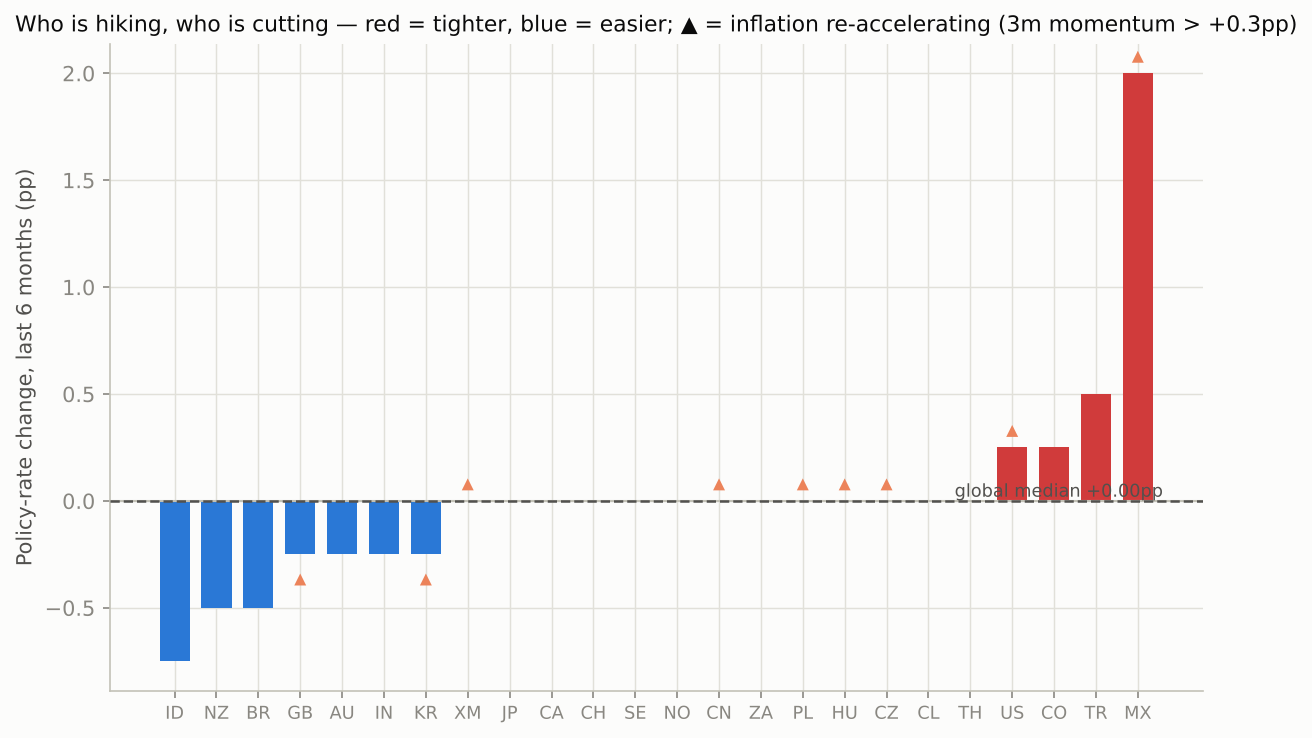 Who is hiking, who is cutting — red = tighter, blue = easier; ▲ = inflation re-accelerating (3m momentum > +0.3pp)
Policy-rate change, last 6 months (pp)
2.0
1.5
1.0
0.5
0.0
−0.5
global median +0.00pp
ID NZ BR GB AU IN KR XM JP CA CH SE NO CN ZA PL HU CZ CL TH US CO TR MX